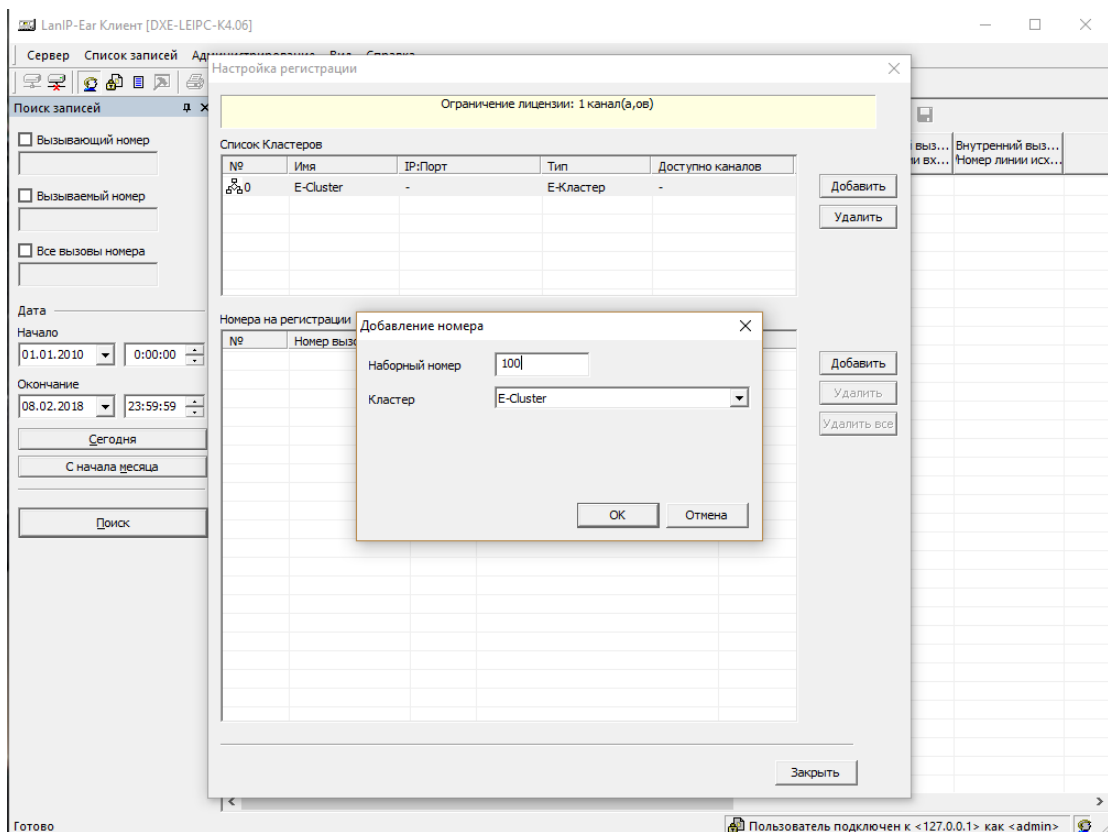 LanIP-Ear Клиент [DXE-LEIPC-K4.06]
Сервер Список записей
Поиск записей
Вызывающий номер
Вызываемый номер
Все вызовы номера
Дата
Начало
01.01.2010 0:00:00
Окончание
08.02.2018 23:59:59
Сегодня
С начала месяца
Поиск
Настройка регистрации
Ограничение лицензии: 1 канал(а,ов)
Список Кластеров
№ Имя IP:Порт Тип Доступно каналов
0 E-Cluster - E-Кластер -
Добавить
Удалить
Номера на регистрации
№ Номер вызо
Добавить
Удалить
Удалить все
Добавление номера
Наборный номер 100
Кластер E-Cluster
OK Отмена
Закрыть
выз... Внутренний выз...
и вх... Номер линии исх...
Готово
Пользователь подключен к <127.0.0.1> как <admin>